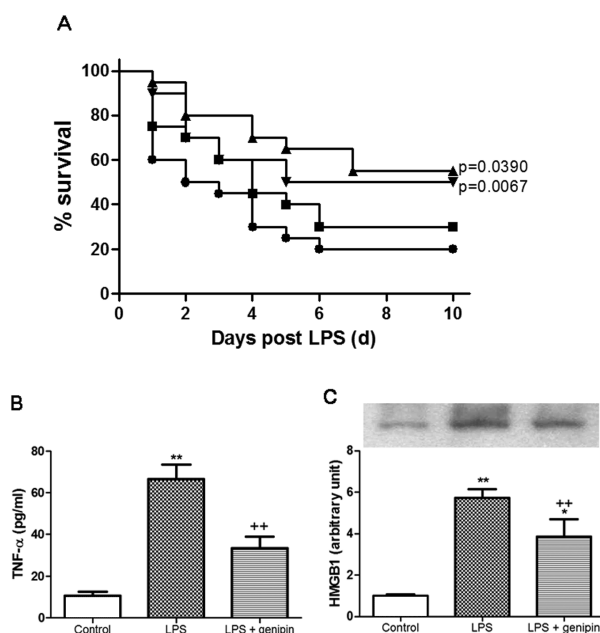 A
% survival
100
80
60
40
20
0
p=0.0390
p=0.0067
0 2 4 6 8 10
Days post LPS (d)
B
TNF-α (pg/ml)
80
60
40
20
0
**
++
Control LPS LPS + genipin
C
HMGB1 (arbitrary unit)
8
6
4
2
0
**
++
*
Control LPS LPS + genipin